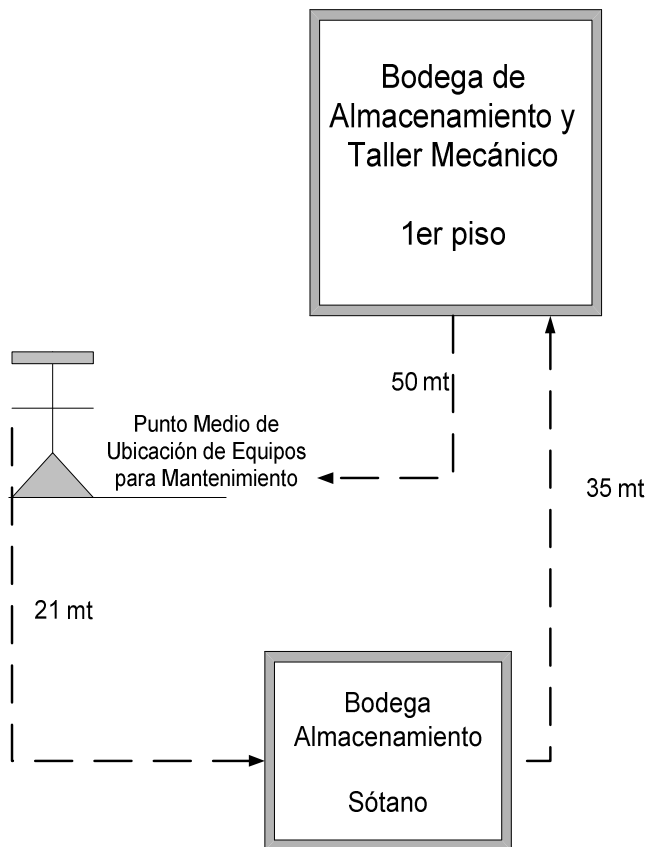 Bodega de
Almacenamiento y
Taller Mecánico
1er piso
50 mt
Punto Medio de
Ubicación de Equipos
para Mantenimiento
35 mt
21 mt
Bodega
Almacenamiento
Sótano